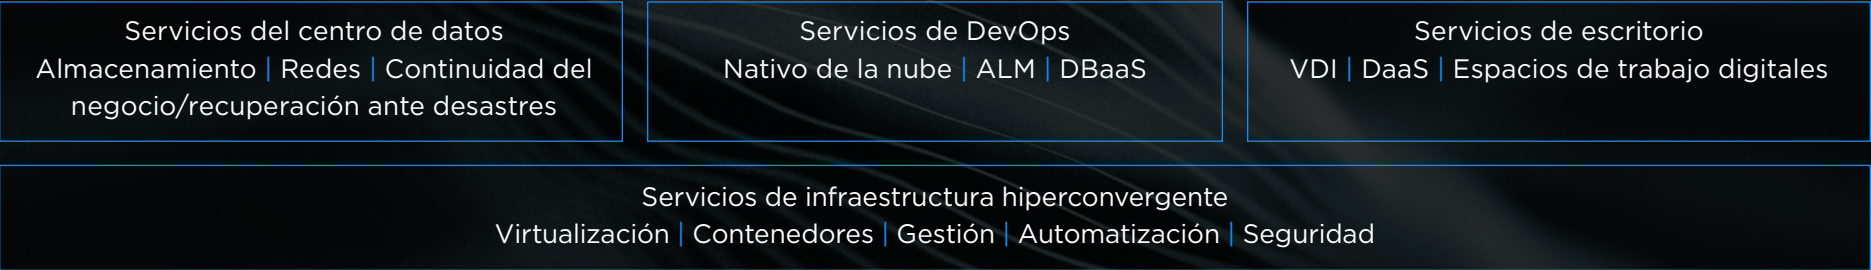 Servicios del centro de datos
Almacenamiento | Redes | Continuidad del
negocio/recuperación ante desastres
Servicios de DevOps
Nativo de la nube | ALM | DBaaS
Servicios de escritorio
VDI | DaaS | Espacios de trabajo digitales
Servicios de infraestructura hiperconvergente
Virtualización | Contenedores | Gestión | Automatización | Seguridad